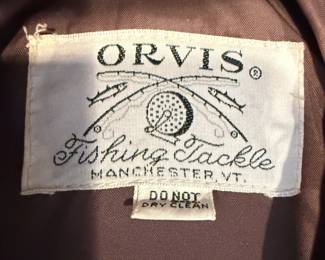 ORVIS®
Fishing Tackle
MANCHESTER, VT.
DO NOT
DRY CLEAN